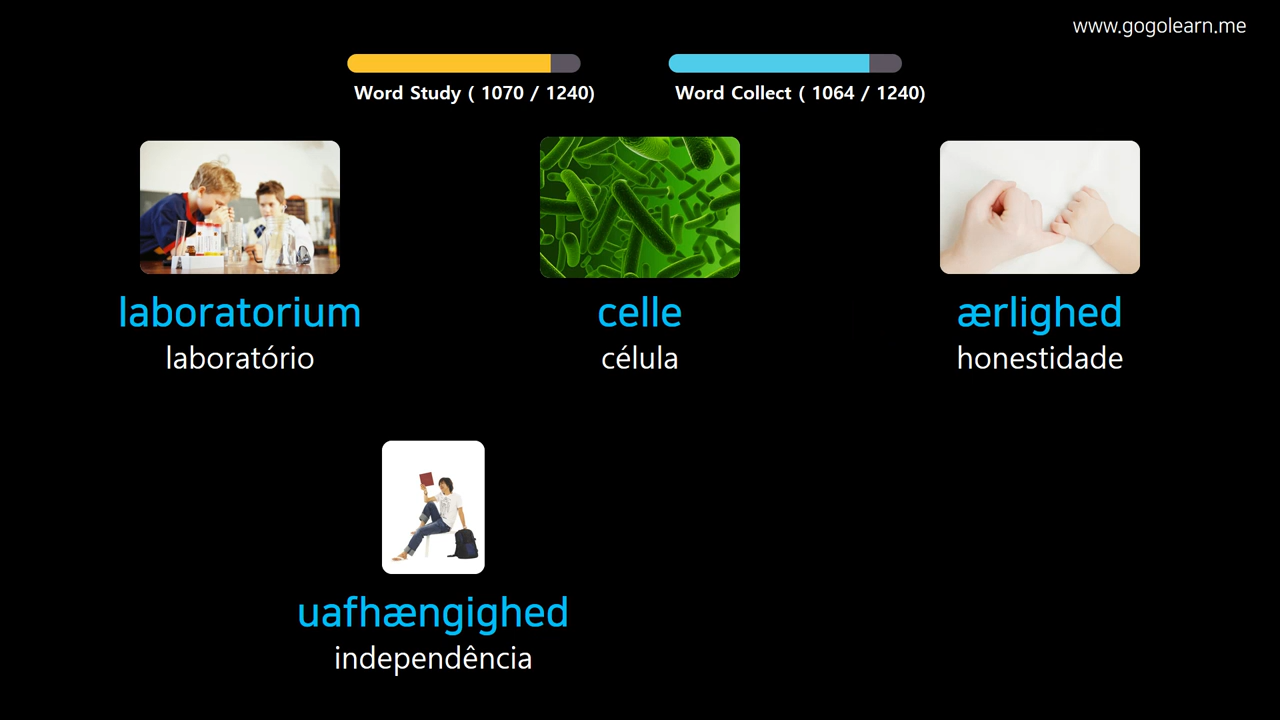 www.gogolearn.me
Word Study ( 1070 / 1240)
Word Collect ( 1064 / 1240)
laboratorium
laboratório
celle
célula
ærlighed
honestidade
uafhængighed
independência